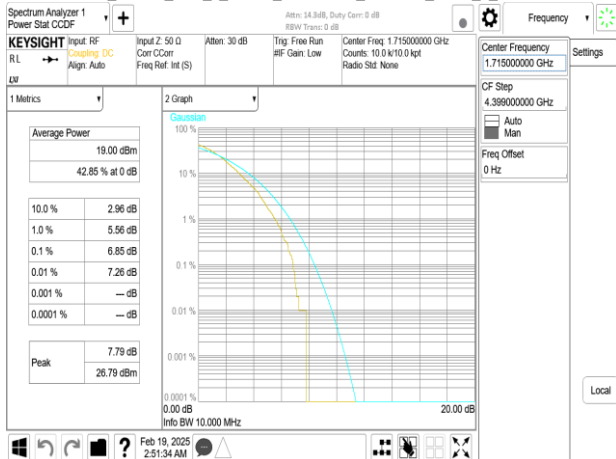 Spectrum Analyzer 1
Power Stat CCDF
Attn: 14.3dB, Duty Corr: 0 dB
RBW Trans: 0 dB
Frequency
KEYSIGHT
RL
LXI
Input: RF
Coupling: DC
Align: Auto
Input Z: 50 Ω
Corr CCorr
Freq Ref: Int (S)
Atten: 30 dB
Trig: Free Run
#IF Gain: Low
Center Freq: 1.715000000 GHz
Counts: 10.0 k/10.0 kpt
Radio Std: None
Center Frequency
1.715000000 GHz
Settings
CF Step
4.399000000 GHz
Auto
Man
Freq Offset
0 Hz
Local
1 Metrics
Average Power
19.00 dBm
42.85 % at 0 dB
10.0 % 2.96 dB
1.0 % 5.56 dB
0.1 % 6.85 dB
0.01 % 7.26 dB
0.001 % --- dB
0.0001 % --- dB
Peak
7.79 dB
26.79 dBm
2 Graph
Gaussian
100 %
10 %
1 %
0.1 %
0.01 %
0.001 %
0.0001 %
0.00 dB
20.00 dB
Info BW 10.000 MHz
?
Feb 19, 2025
2:51:34 AM